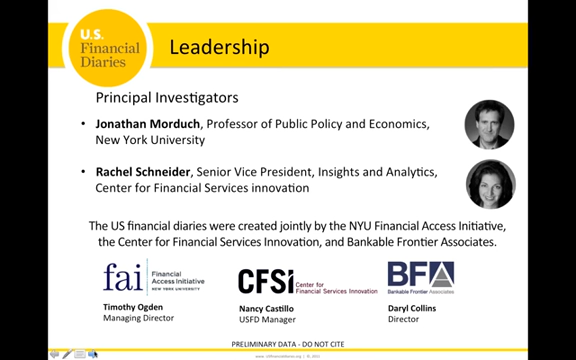 U.S.
Financial
Diaries
Leadership
Principal Investigators
• Jonathan Morduch, Professor of Public Policy and Economics,
New York University
• Rachel Schneider, Senior Vice President, Insights and Analytics,
Center for Financial Services innovation
The US financial diaries were created jointly by the NYU Financial Access Initiative,
the Center for Financial Services Innovation, and Bankable Frontier Associates.
fai
Financial
Access
Initiative
NEW YORK UNIVERSITY
Timothy Ogden
Managing Director
CFSI
Center for
Financial Services Innovation
Nancy Castillo
USFD Manager
BFA
Bankable Frontier Associates
Daryl Collins
Director
PRELIMINARY DATA - DO NOT CITE